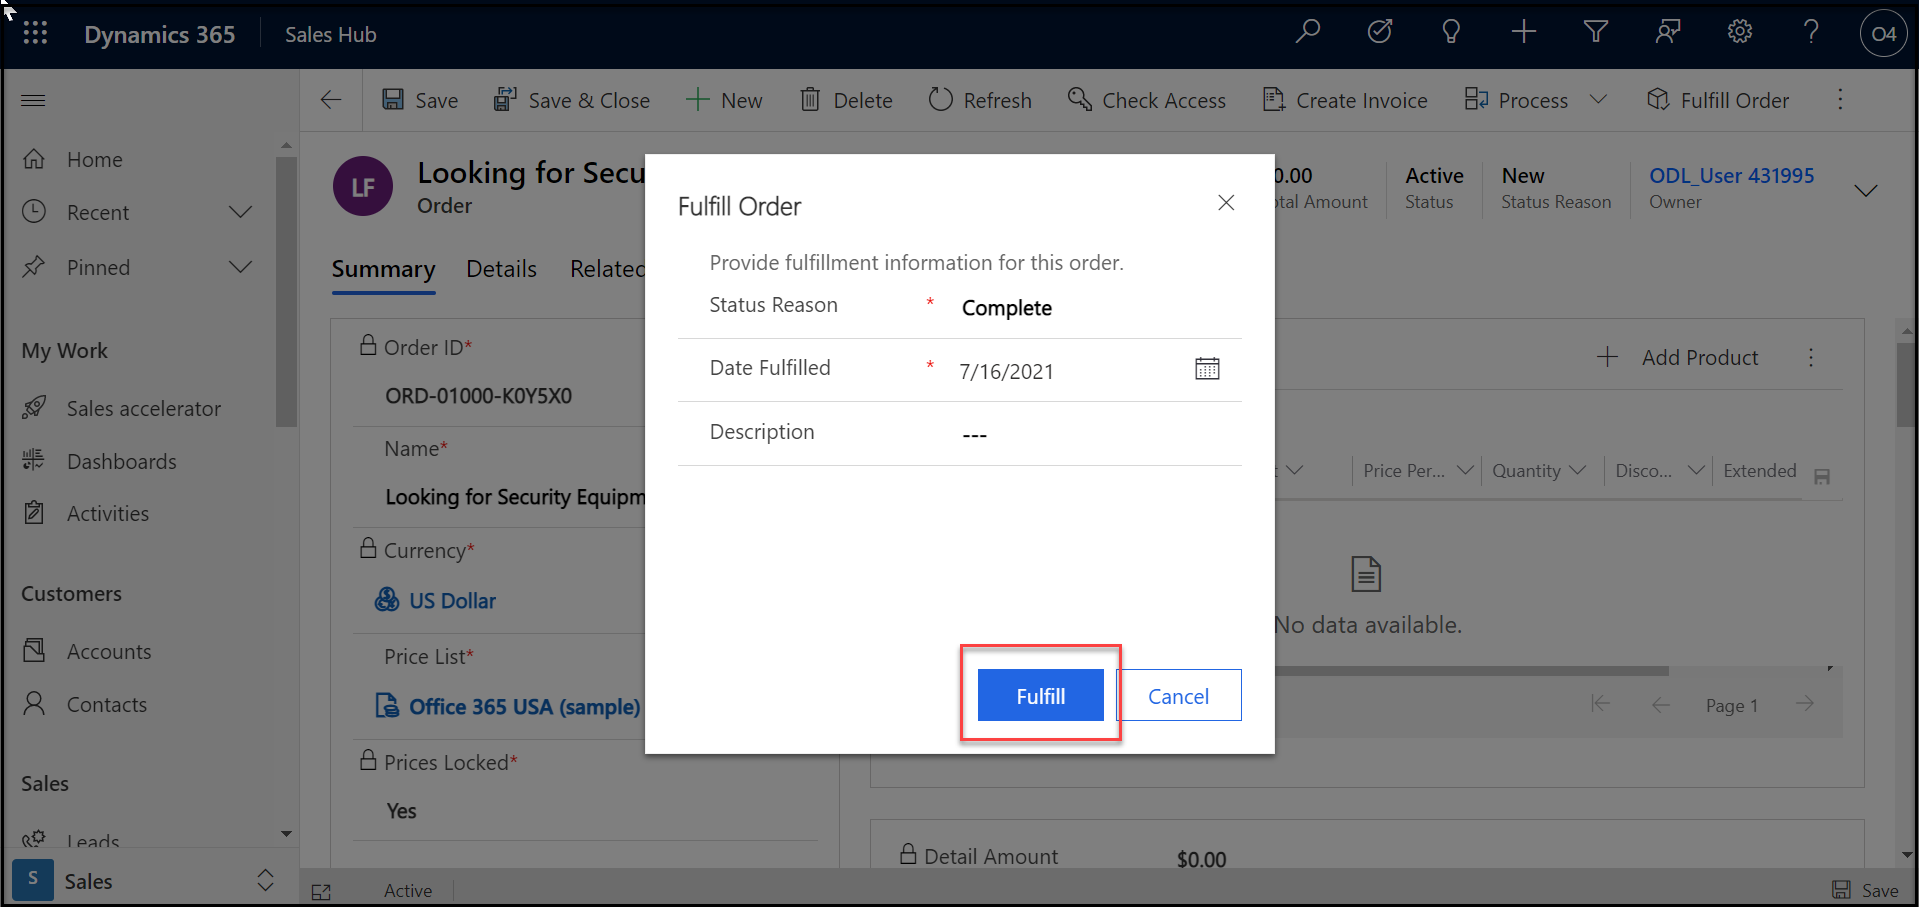 Dynamics 365
Sales Hub
O4
Save
Save & Close
New
Delete
Refresh
Check Access
Create Invoice
Process
Fulfill Order
Home
Recent
Pinned
My Work
Sales accelerator
Dashboards
Activities
Customers
Accounts
Contacts
Sales
Leads
S
Sales
LF
Looking for Secu
Order
0.00
tal Amount
Active
Status
New
Status Reason
ODL_User 431995
Owner
Summary
Details
Related
Order ID*
ORD-01000-K0Y5X0
Name*
Looking for Security Equipm
Currency*
US Dollar
Price List*
Office 365 USA (sample)
Prices Locked*
Yes
Fulfill Order
Provide fulfillment information for this order.
Status Reason * Complete
Date Fulfilled * 7/16/2021
Description ---
Fulfill
Cancel
Add Product
Price Per...
Quantity
Disco...
Extended
No data available.
Page 1
Detail Amount
$0.00
Active
Save